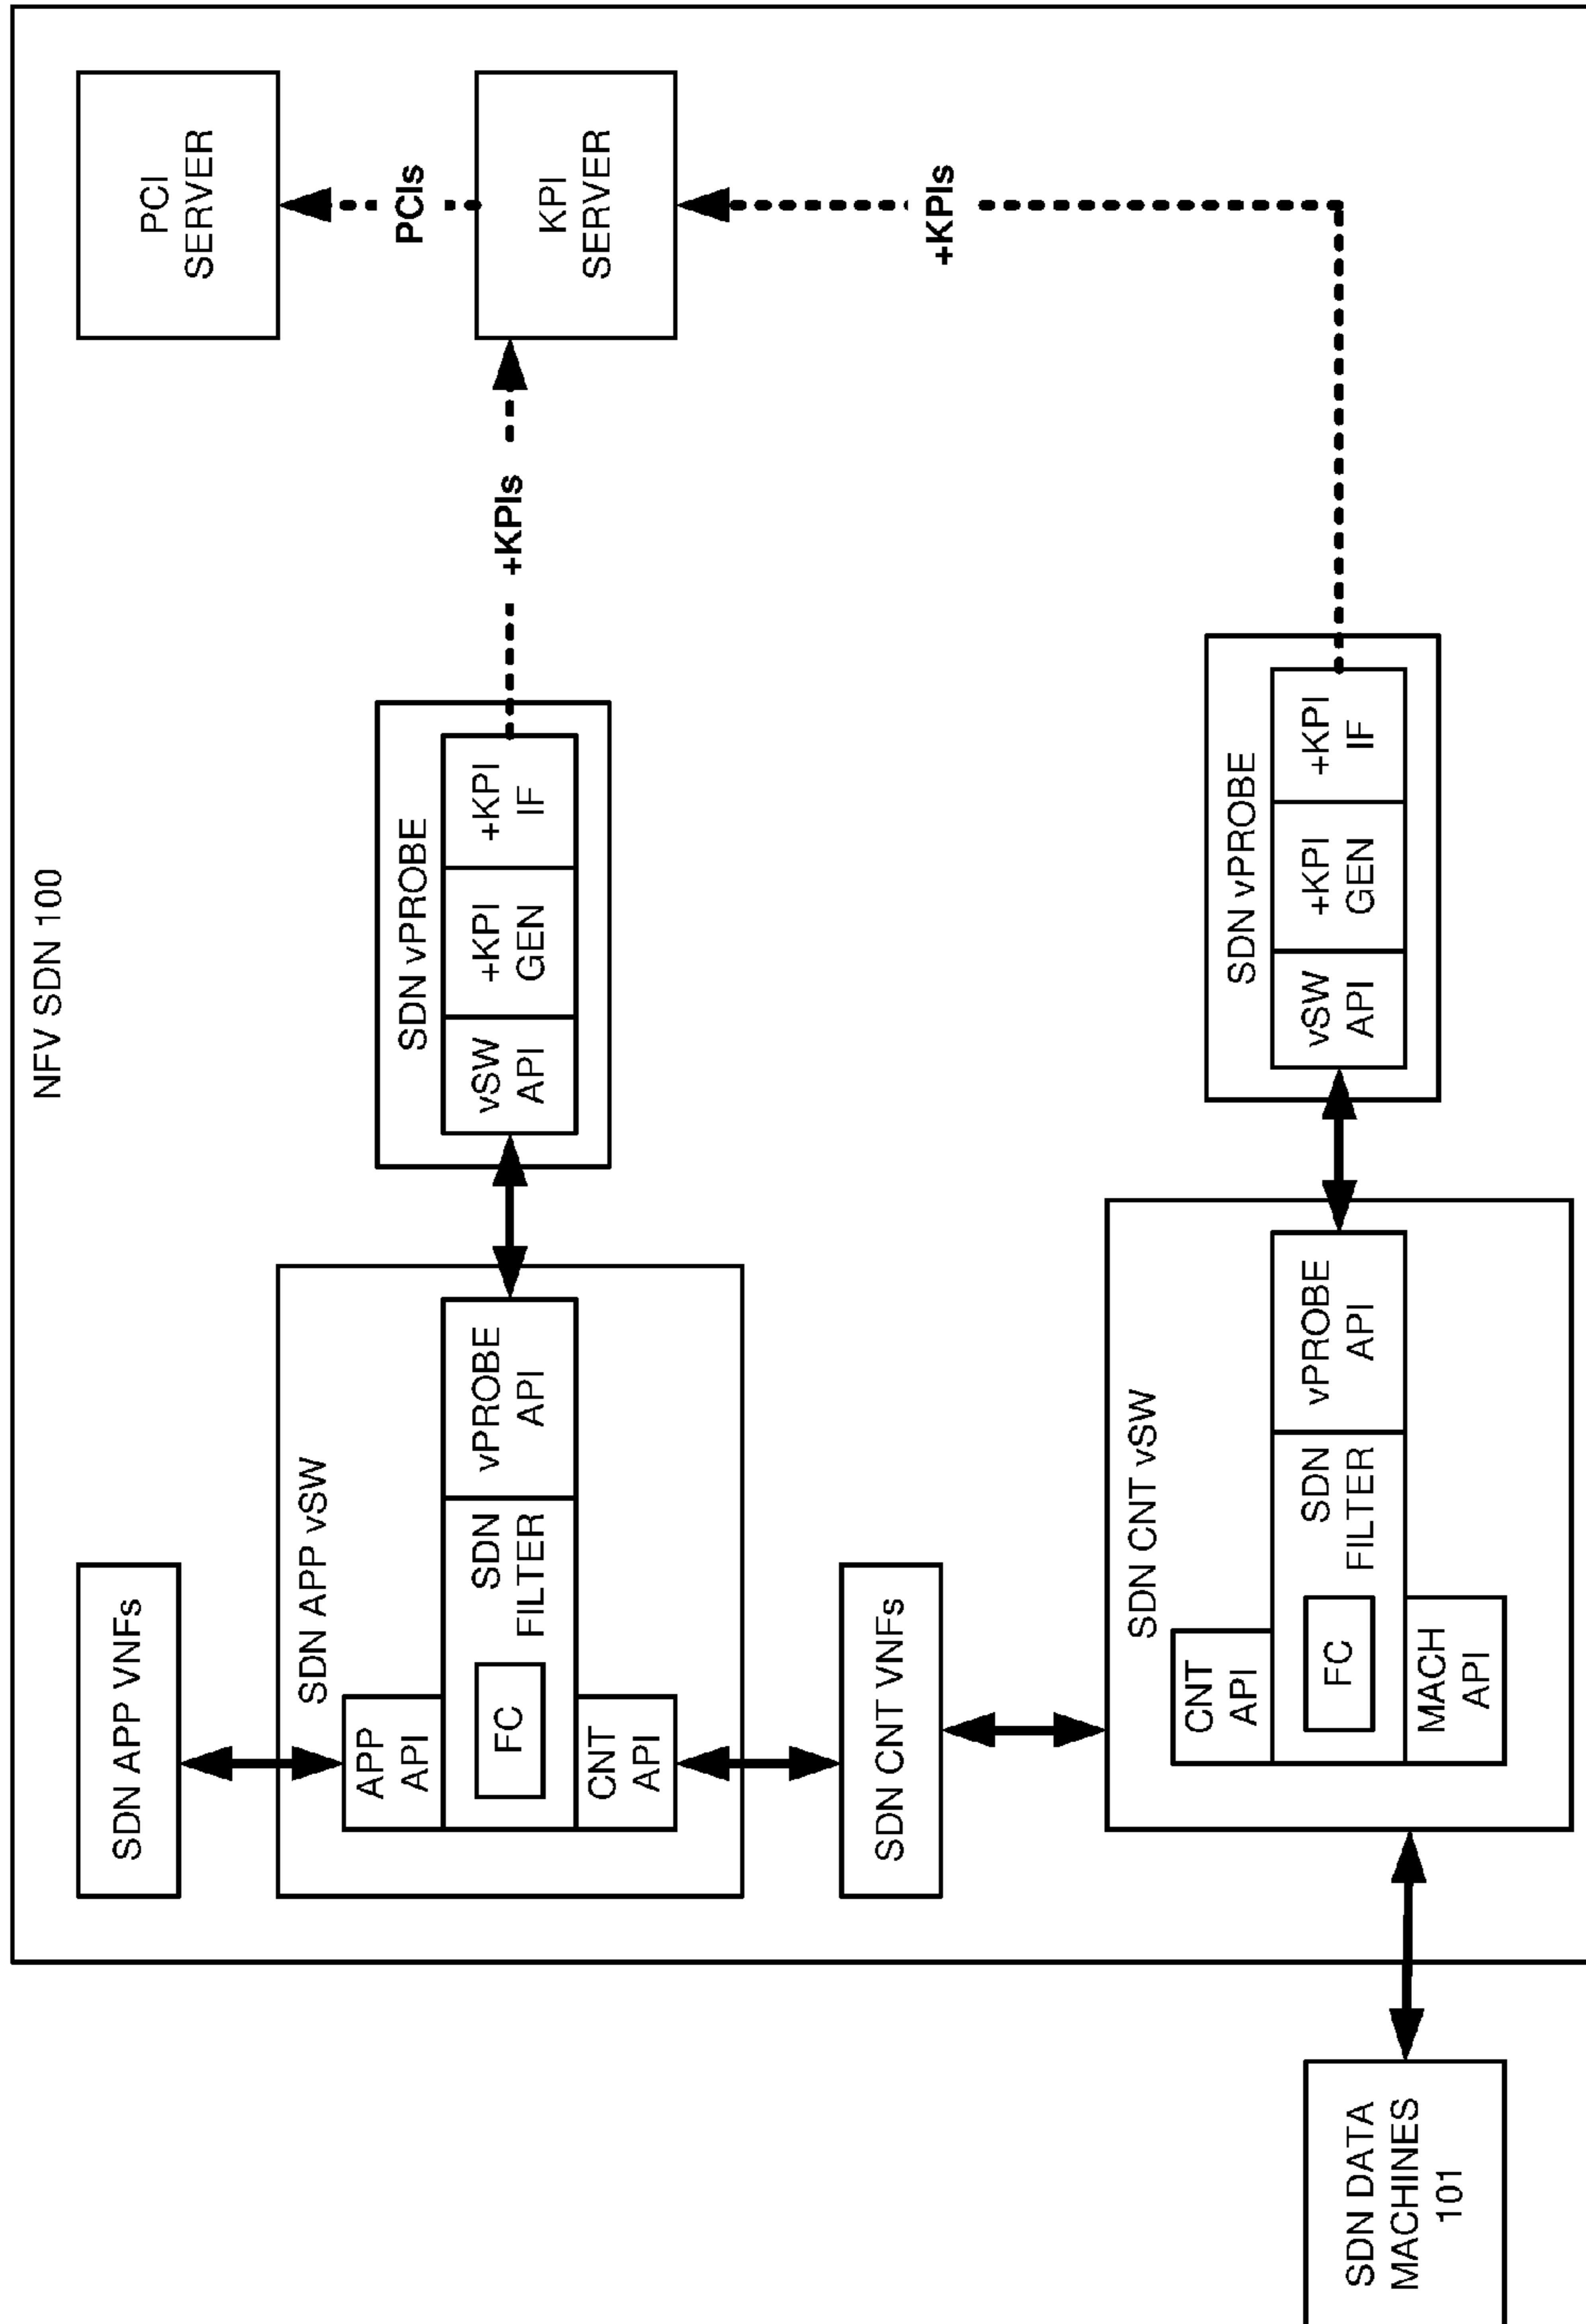 NFV SDN 100
SDN APP VNFs
SDN APP vSW
APP
API
FC
SDN
FILTER
vPROBE
API
CNT
API
SDN vPROBE
vSW
API
+KPI
GEN
+KPI
IF
+KPIs
PCI
SERVER
PCIs
KPI
SERVER
+KPIs
SDN CNT VNFs
SDN CNT vSW
CNT
API
FC
SDN
FILTER
vPROBE
API
MACH
API
SDN vPROBE
vSW
API
+KPI
GEN
+KPI
IF
SDN DATA
MACHINES
101